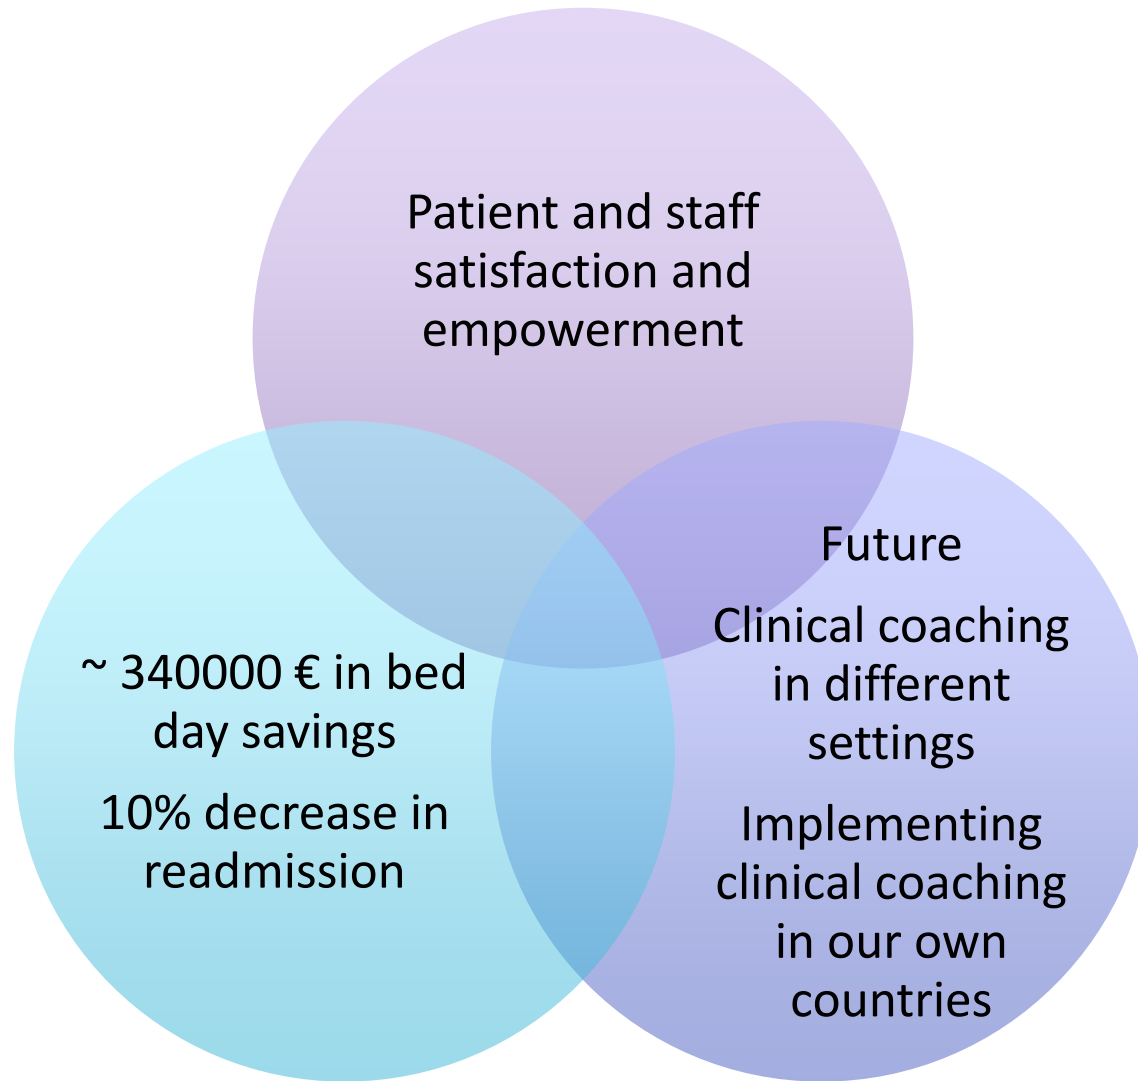 Patient and staff
satisfaction and
empowerment
~ 340000 € in bed
day savings
10% decrease in
readmission
Future
Clinical coaching
in different
settings
Implementing
clinical coaching
in our own
countries